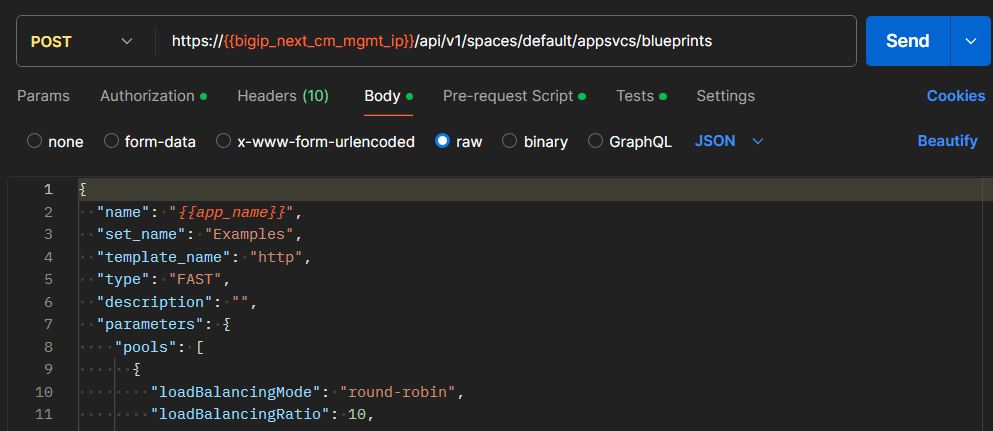 POST https://{{bigip_next_cm_mgmt_ip}}/api/v1/spaces/default/appsvcs/blueprints Send
Params Authorization Headers (10) Body Pre-request Script Tests Settings Cookies
none form-data x-www-form-urlencoded raw binary GraphQL JSON Beautify
1 {
2 "name": "{{app_name}}",
3 "set_name": "Examples",
4 "template_name": "http",
5 "type": "FAST",
6 "description": "",
7 "parameters": {
8 "pools": [
9 {
10 "loadBalancingMode": "round-robin",
11 "loadBalancingRatio": 10,